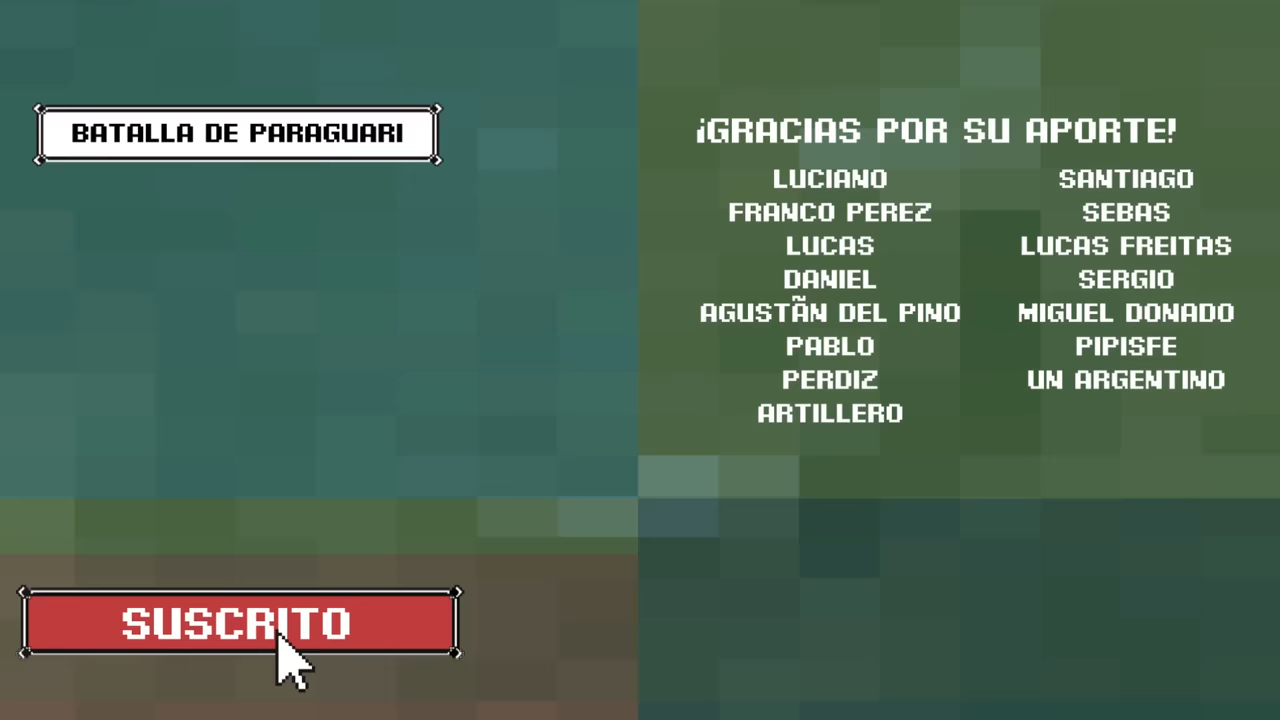 BATALLA DE PARAGUARI
¡GRACIAS POR SU APORTE!
LUCIANO
FRANCO PEREZ
LUCAS
DANIEL
AGUSTÃN DEL PINO
PABLO
PERDIZ
ARTILLERO
SANTIAGO
SEBAS
LUCAS FREITAS
SERGIO
MIGUEL DONADO
PIPISFE
UN ARGENTINO
SUSCRITO